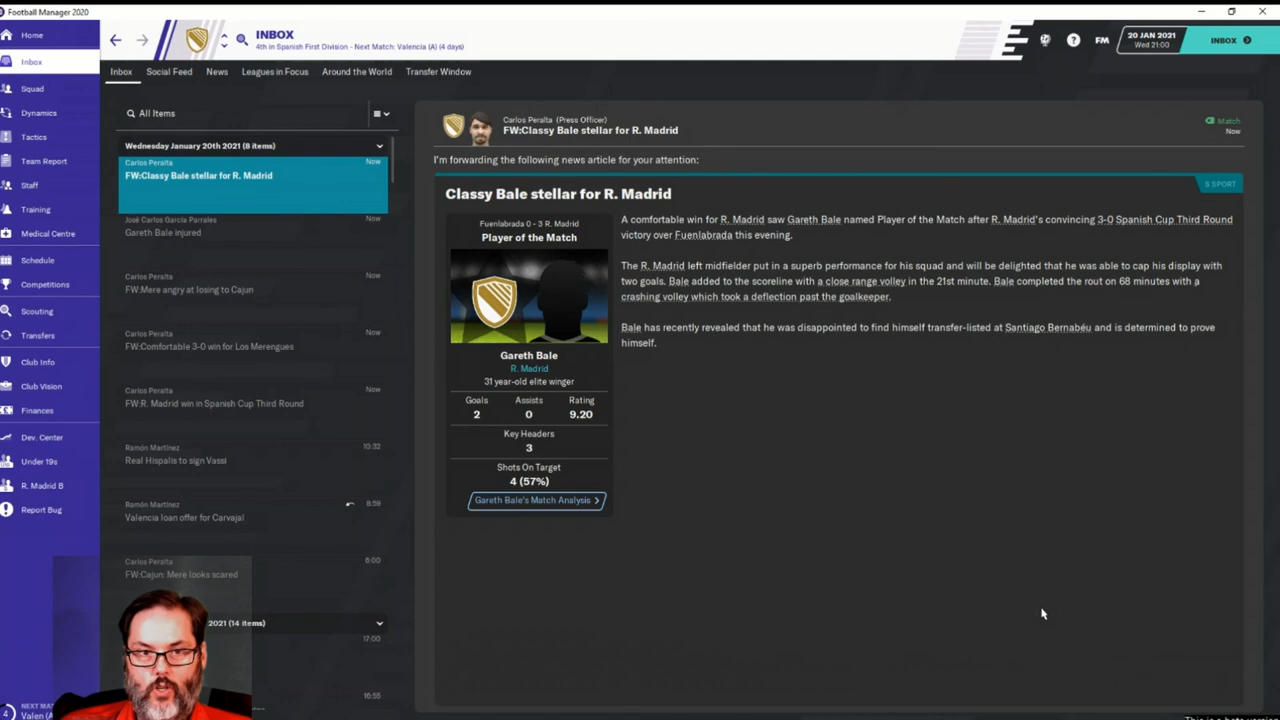 Football Manager 2020
Home
Inbox
Squad
Dynamics
Tactics
Team Report
Staff
Training
Medical Centre
Schedule
Competitions
Scouting
Transfers
Club Info
Club Vision
Finances
Dev. Center
Under 19s
R. Madrid B
Report Bug
4
NEXT MA
Valen (A
INBOX
4th in Spanish First Division - Next Match: Valencia (A) (4 days)
FM
20 JAN 2021
Wed 21:00
INBOX
Inbox
Social Feed
News
Leagues in Focus
Around the World
Transfer Window
All Items
Wednesday January 20th 2021 (8 items)
Carlos Peralta Now
FW:Classy Bale stellar for R. Madrid
José Carlos García Parrales Now
Gareth Bale injured
Carlos Peralta Now
FW:Mere angry at losing to Cajun
Carlos Peralta Now
FW:Comfortable 3-0 win for Los Merengues
Carlos Peralta Now
FW:R. Madrid win in Spanish Cup Third Round
Ramón Martínez 10:32
Real Hispalis to sign Vassi
Ramón Martínez 8:59
Valencia loan offer for Carvajal
Carlos Peralta 8:00
FW:Cajun: Mere looks scared
2021 (14 items)
17:00
16:55
Carlos Peralta (Press Officer)
FW:Classy Bale stellar for R. Madrid
Match
Now
I'm forwarding the following news article for your attention:
S SPORT
Classy Bale stellar for R. Madrid
Fuenlabrada 0 - 3 R. Madrid
Player of the Match
Gareth Bale
R. Madrid
31 year-old elite winger
Goals Assists Rating
2 0 9.20
Key Headers
3
Shots On Target
4 (57%)
Gareth Bale's Match Analysis
A comfortable win for R. Madrid saw Gareth Bale named Player of the Match after R. Madrid's convincing 3-0 Spanish Cup Third Round
victory over Fuenlabrada this evening.
The R. Madrid left midfielder put in a superb performance for his squad and will be delighted that he was able to cap his display with
two goals. Bale added to the scoreline with a close range volley in the 21st minute. Bale completed the rout on 68 minutes with a
crashing volley which took a deflection past the goalkeeper.
Bale has recently revealed that he was disappointed to find himself transfer-listed at Santiago Bernabéu and is determined to prove
himself.